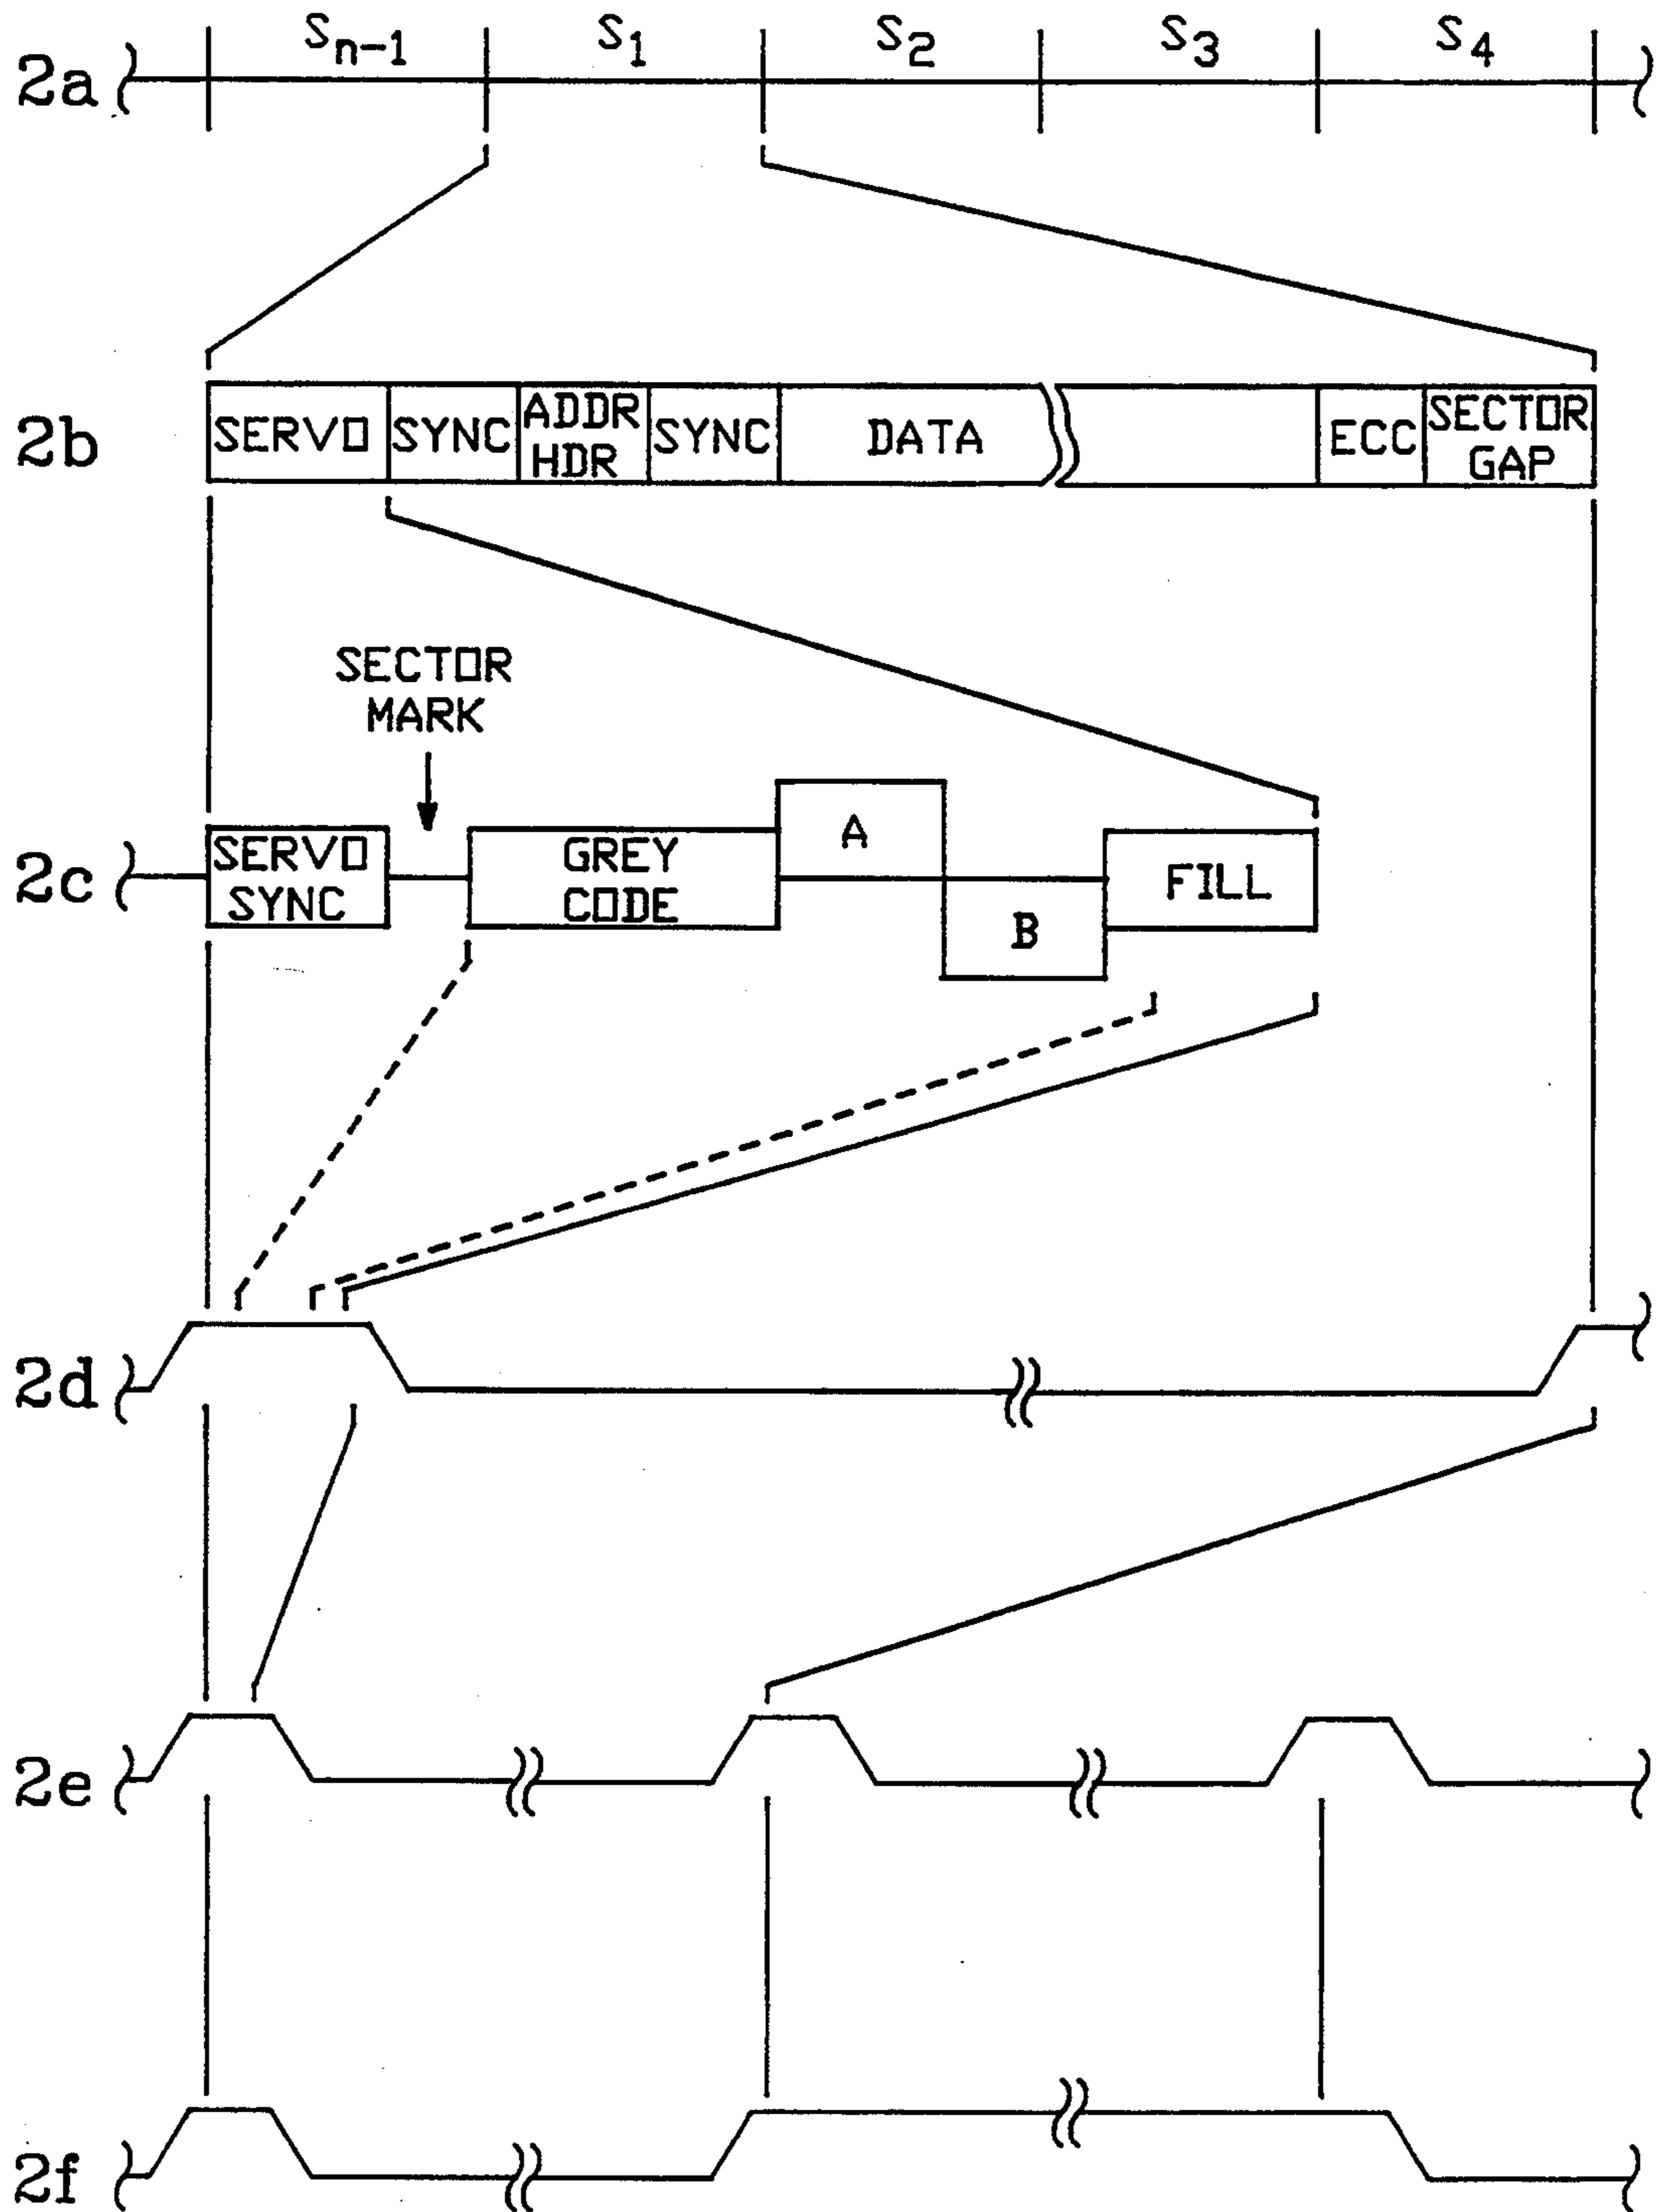 2a Sn-1 S1 S2 S3 S4
2b SERVO SYNC ADDR HDR SYNC DATA ECC SECTOR GAP
SECTOR
MARK
2c SERVO SYNC GREY CODE A B FILL
2d
2e
2f